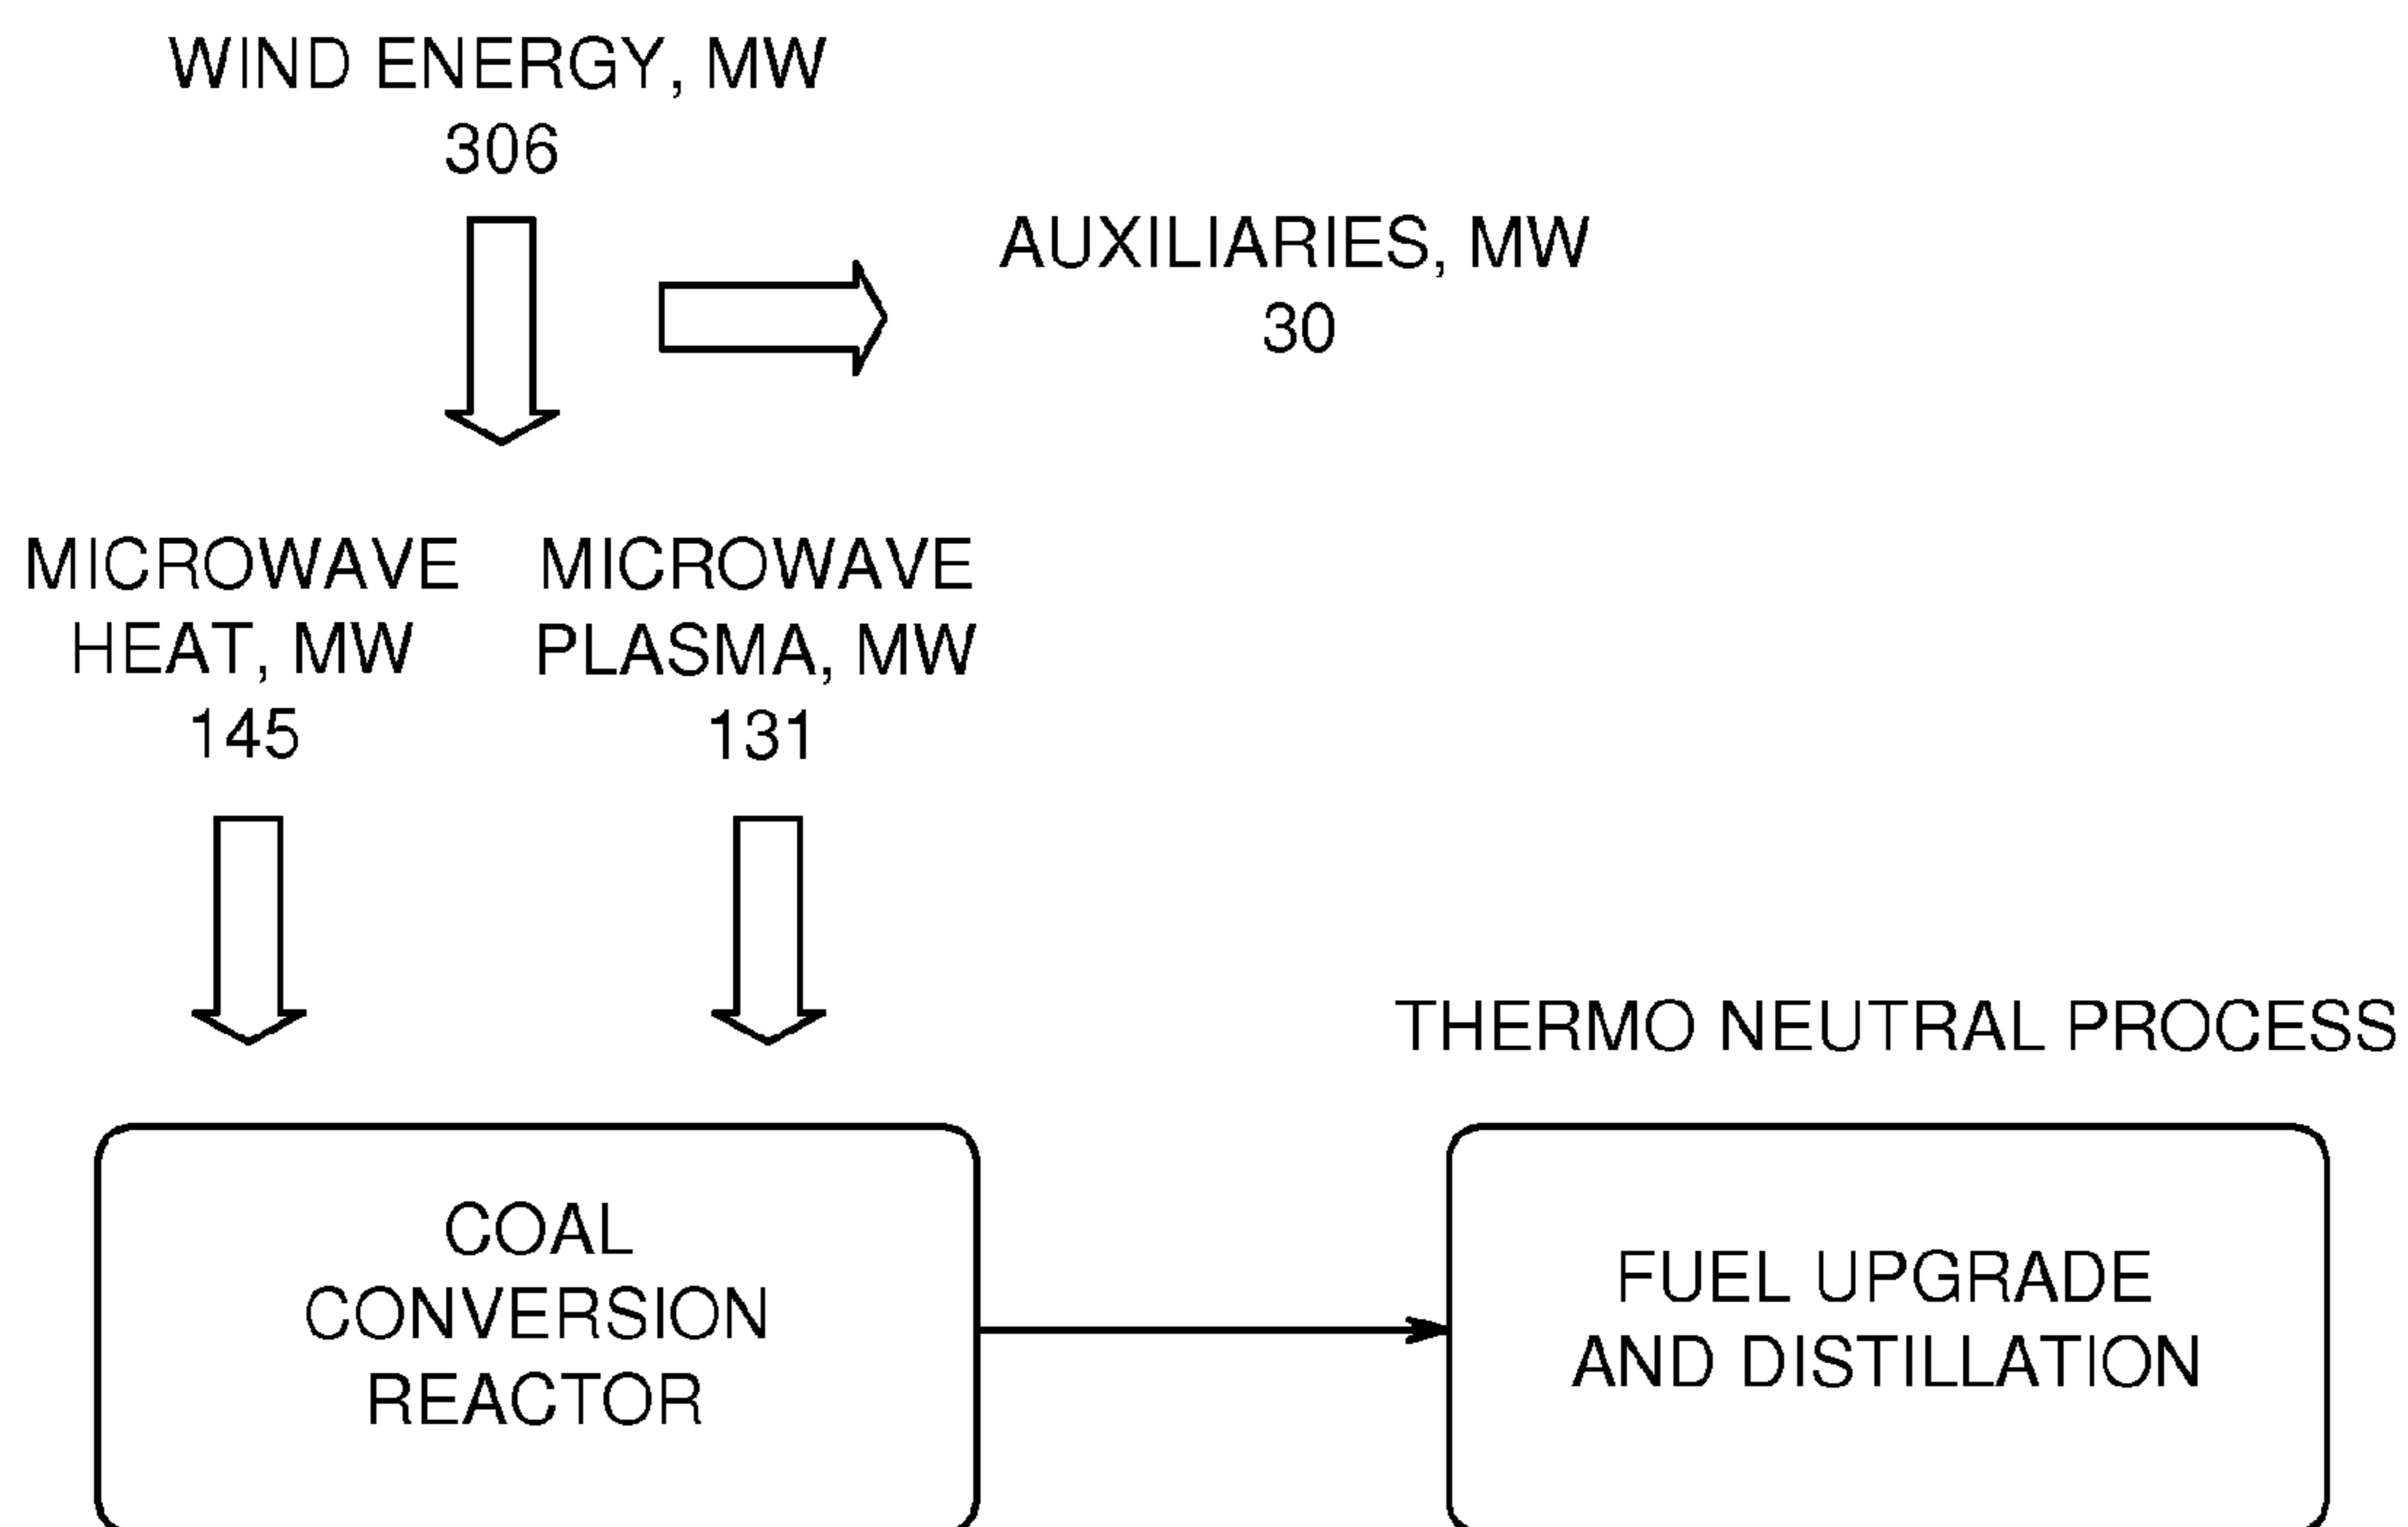 WIND ENERGY, MW
306
AUXILIARIES, MW
30
MICROWAVE
HEAT, MW
145
MICROWAVE
PLASMA, MW
131
THERMO NEUTRAL PROCESS
COAL
CONVERSION
REACTOR
FUEL UPGRADE
AND DISTILLATION